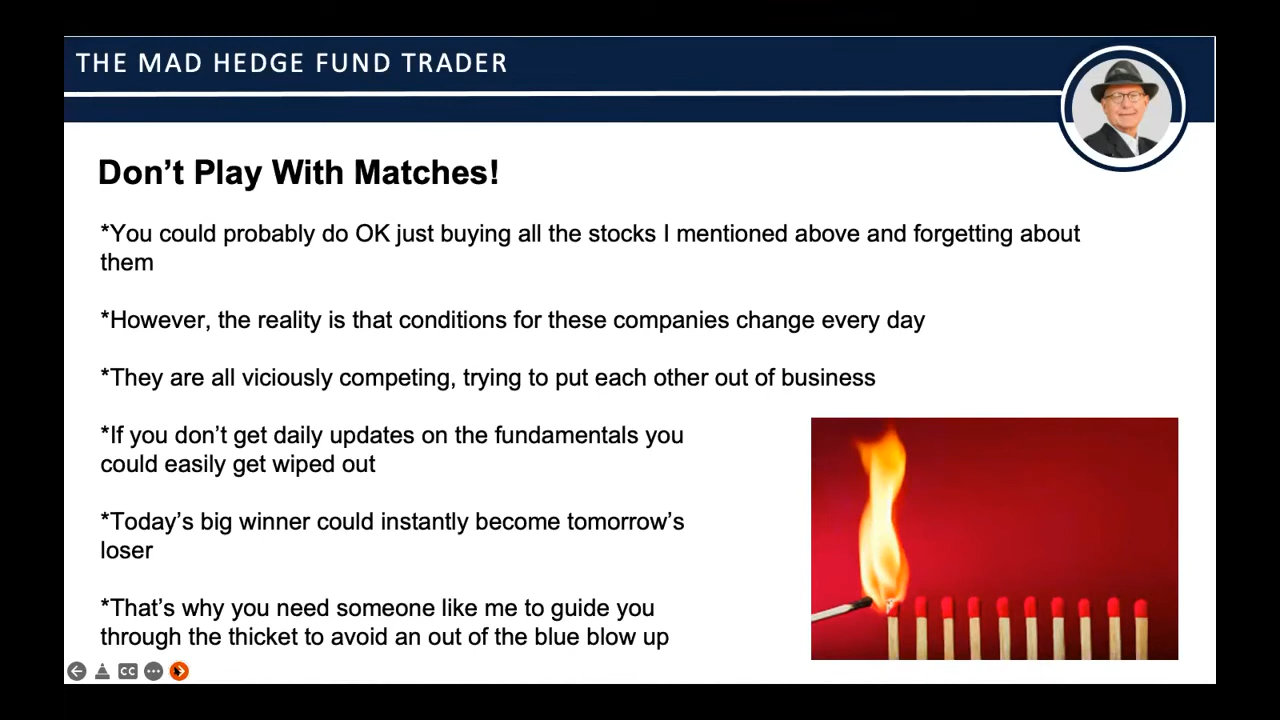 THE MAD HEDGE FUND TRADER
Don’t Play With Matches!
*You could probably do OK just buying all the stocks I mentioned above and forgetting about
them
*However, the reality is that conditions for these companies change every day
*They are all viciously competing, trying to put each other out of business
*If you don’t get daily updates on the fundamentals you
could easily get wiped out
*Today’s big winner could instantly become tomorrow’s
loser
*That’s why you need someone like me to guide you
through the thicket to avoid an out of the blue blow up
CC